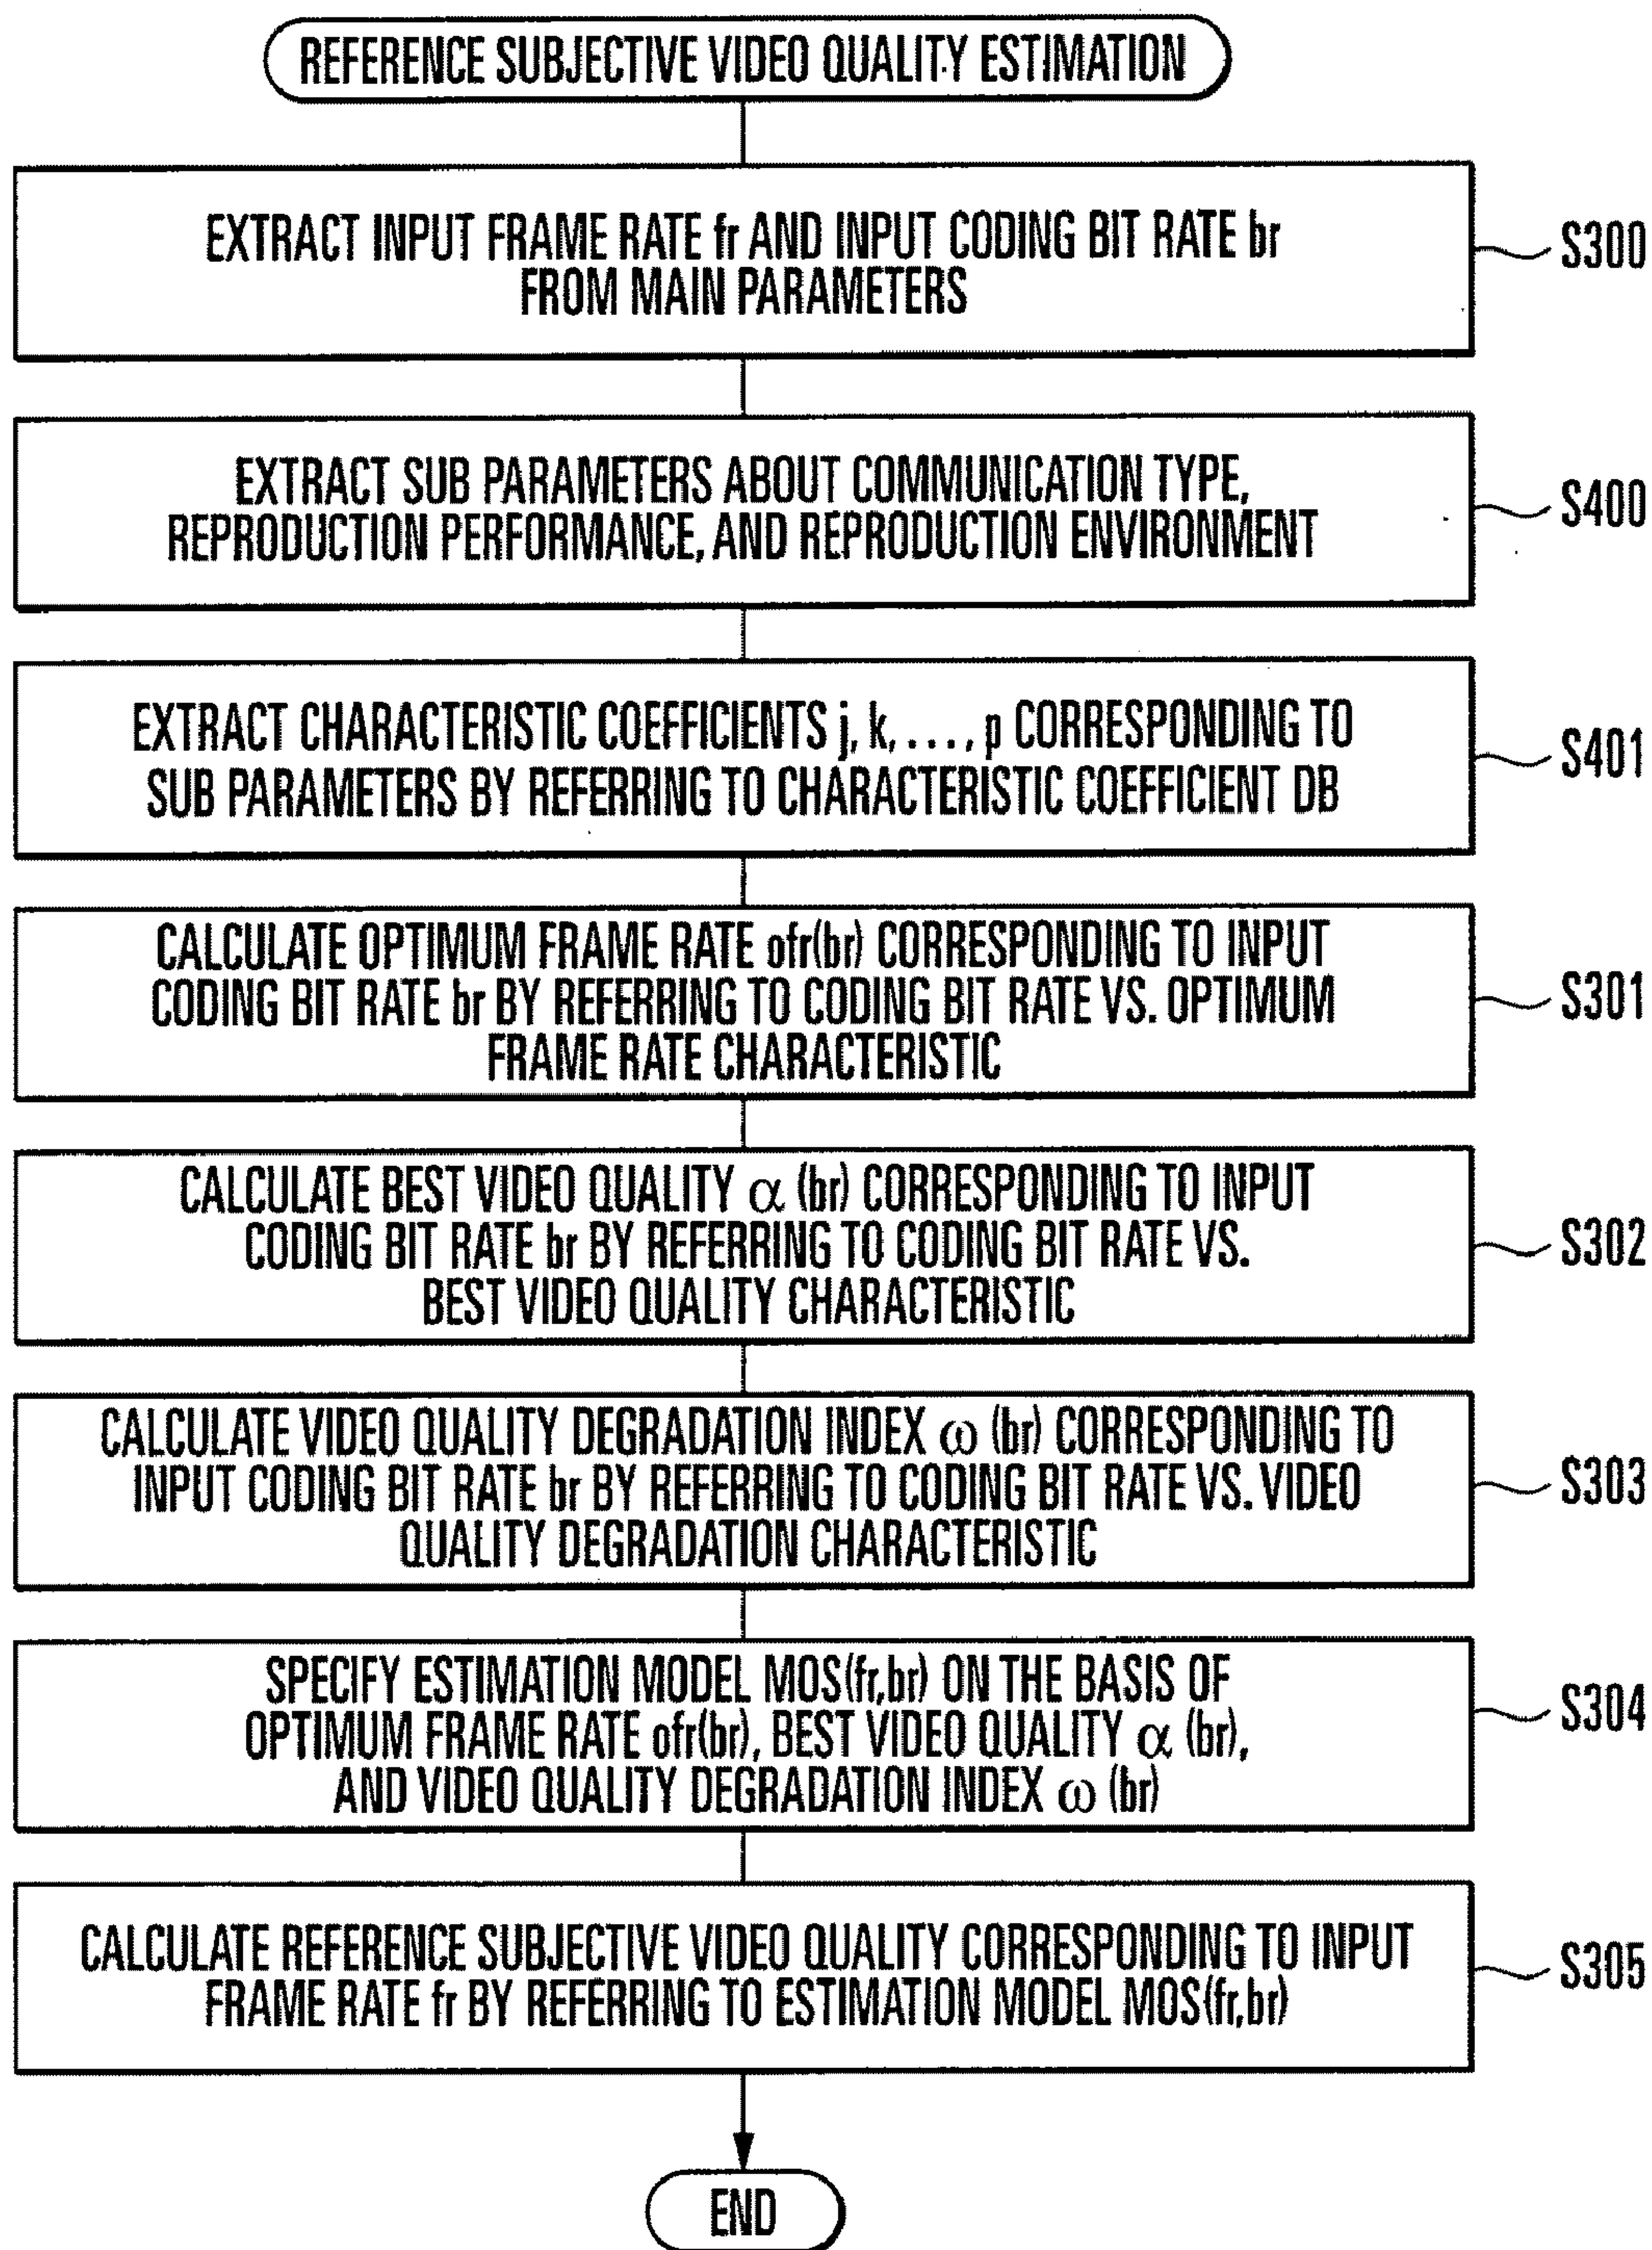 REFERENCE SUBJECTIVE VIDEO QUALITY ESTIMATION
EXTRACT INPUT FRAME RATE fr AND INPUT CODING BIT RATE br
FROM MAIN PARAMETERS
S300
EXTRACT SUB PARAMETERS ABOUT COMMUNICATION TYPE,
REPRODUCTION PERFORMANCE, AND REPRODUCTION ENVIRONMENT
S400
EXTRACT CHARACTERISTIC COEFFICIENTS j, k, ..., p CORRESPONDING TO
SUB PARAMETERS BY REFERRING TO CHARACTERISTIC COEFFICIENT DB
S401
CALCULATE OPTIMUM FRAME RATE ofr(br) CORRESPONDING TO INPUT
CODING BIT RATE br BY REFERRING TO CODING BIT RATE VS. OPTIMUM
FRAME RATE CHARACTERISTIC
S301
CALCULATE BEST VIDEO QUALITY α (br) CORRESPONDING TO INPUT
CODING BIT RATE br BY REFERRING TO CODING BIT RATE VS.
BEST VIDEO QUALITY CHARACTERISTIC
S302
CALCULATE VIDEO QUALITY DEGRADATION INDEX ω (br) CORRESPONDING TO
INPUT CODING BIT RATE br BY REFERRING TO CODING BIT RATE VS. VIDEO
QUALITY DEGRADATION CHARACTERISTIC
S303
SPECIFY ESTIMATION MODEL MOS(fr,br) ON THE BASIS OF
OPTIMUM FRAME RATE ofr(br), BEST VIDEO QUALITY α (br),
AND VIDEO QUALITY DEGRADATION INDEX ω (br)
S304
CALCULATE REFERENCE SUBJECTIVE VIDEO QUALITY CORRESPONDING TO INPUT
FRAME RATE fr BY REFERRING TO ESTIMATION MODEL MOS(fr,br)
S305
END